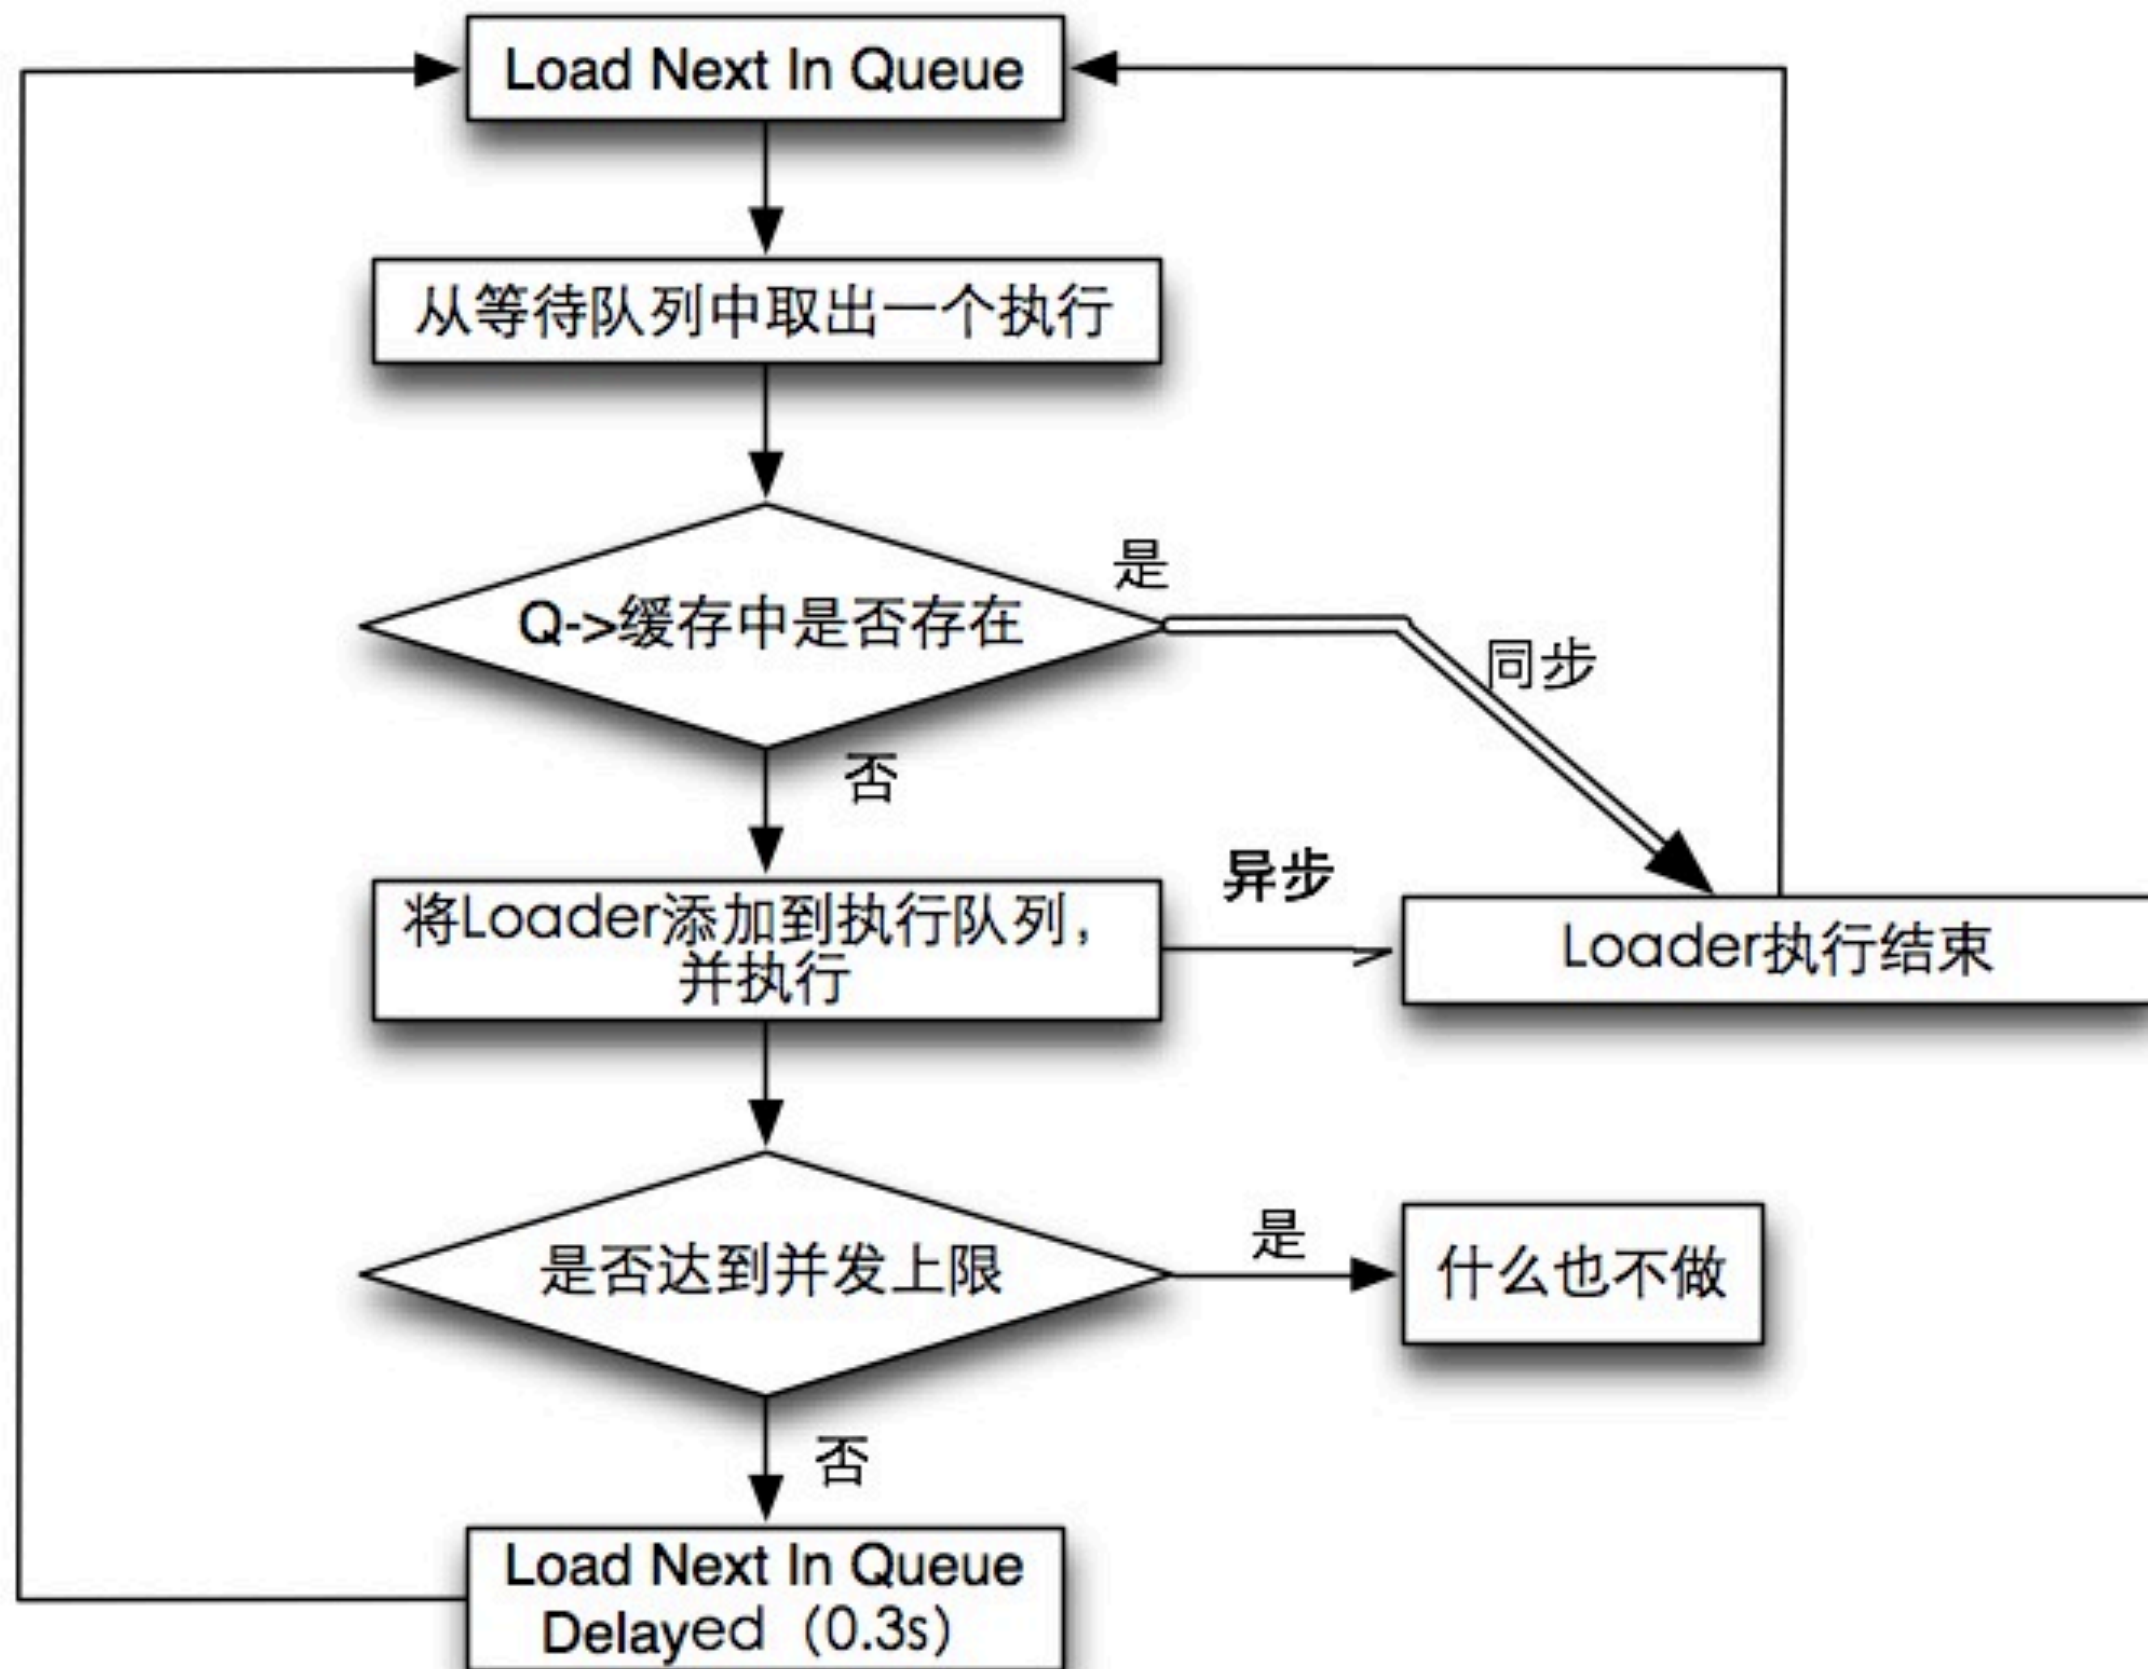 Load Next In Queue
从等待队列中取出一个执行
是
Q->缓存中是否存在
同步
否
异步
将Loader添加到执行队列，
并执行
Loader执行结束
是
是否达到并发上限
什么也不做
否
Load Next In Queue
Delayed（0.3s）